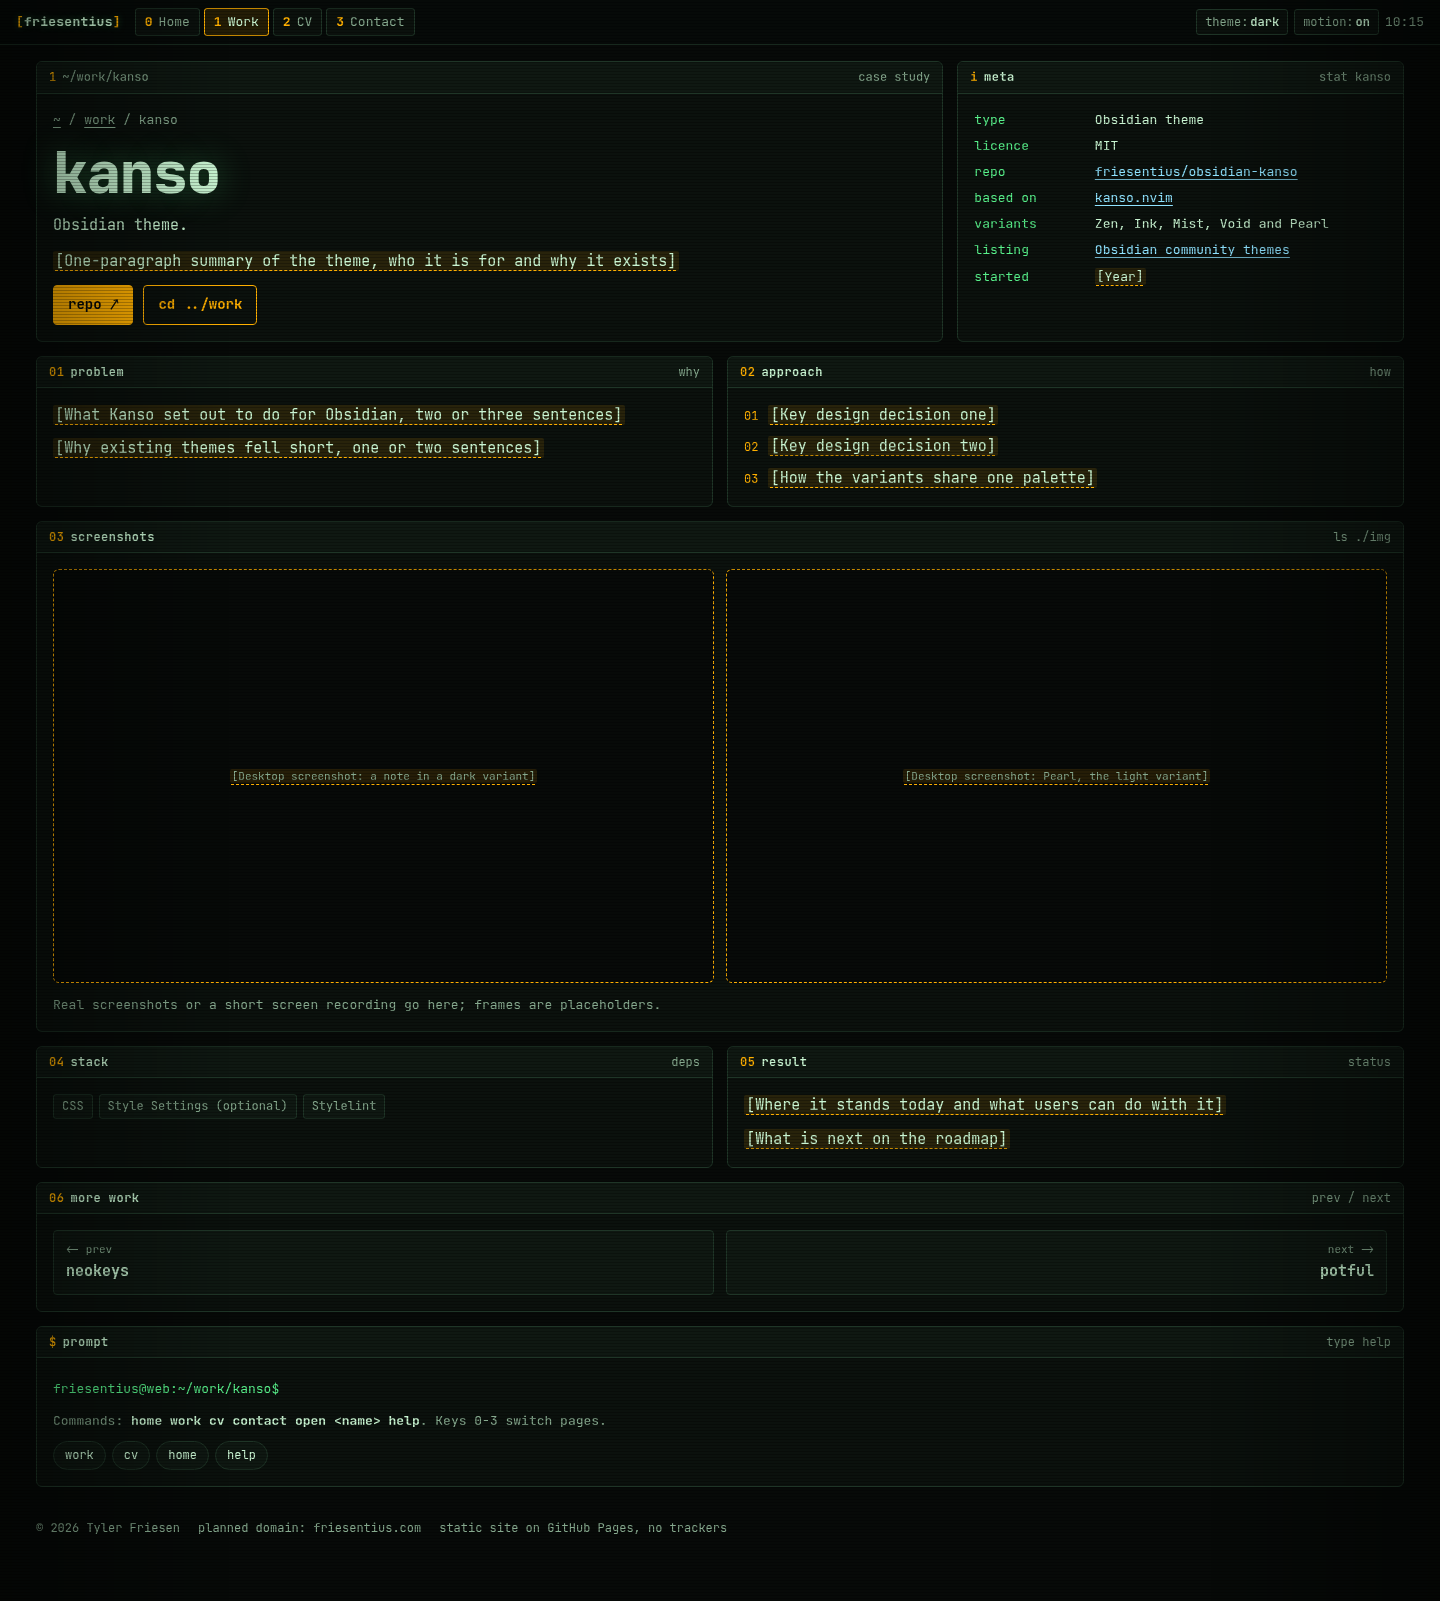 [friesentius] 0 Home 1 Work 2 CV 3 Contact theme:dark motion:on 10:15
1 ~/work/kanso case study
~ / work / kanso
kanso
Obsidian theme.
[One-paragraph summary of the theme, who it is for and why it exists]
repo ↗ cd ../work
i meta stat kanso
type Obsidian theme
licence MIT
repo friesentius/obsidian-kanso
based on kanso.nvim
variants Zen, Ink, Mist, Void and Pearl
listing Obsidian community themes
started [Year]
01 problem why
[What Kanso set out to do for Obsidian, two or three sentences]
[Why existing themes fell short, one or two sentences]
02 approach how
01 [Key design decision one]
02 [Key design decision two]
03 [How the variants share one palette]
03 screenshots ls ./img
[Desktop screenshot: a note in a dark variant]
[Desktop screenshot: Pearl, the light variant]
Real screenshots or a short screen recording go here; frames are placeholders.
04 stack deps
CSS Style Settings (optional) Stylelint
05 result status
[Where it stands today and what users can do with it]
[What is next on the roadmap]
06 more work prev / next
← prev
neokeys
next →
potful
$ prompt type help
friesentius@web:~/work/kanso$
Commands: home work cv contact open <name> help. Keys 0-3 switch pages.
work cv home help
© 2026 Tyler Friesen planned domain: friesentius.com static site on GitHub Pages, no trackers